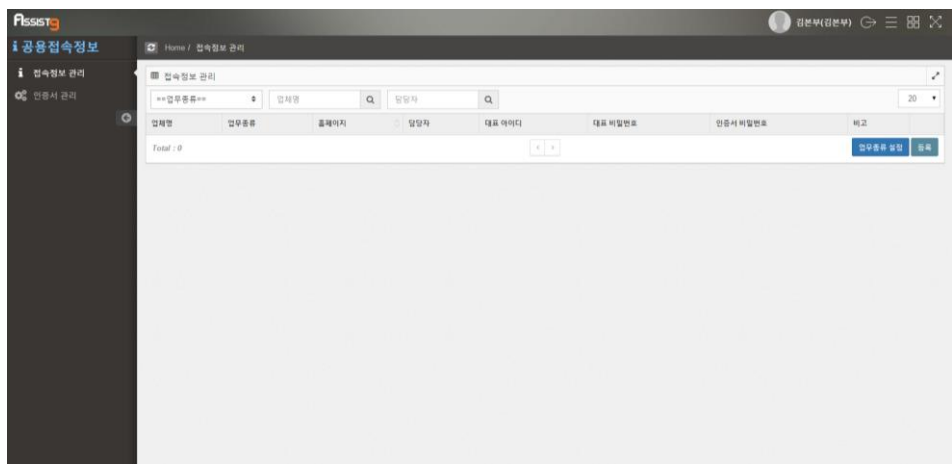 Assist9
김본부(김본부)
공용접속정보
Home / 접속정보 관리
접속정보 관리
인증서 관리
접속정보 관리
==업무종류== 업체명 담당자 20
업체명 업무종류 홈페이지 담당자 대표 아이디 대표 비밀번호 인증서 비밀번호 비고
Total : 0 업무종류 설정 등록